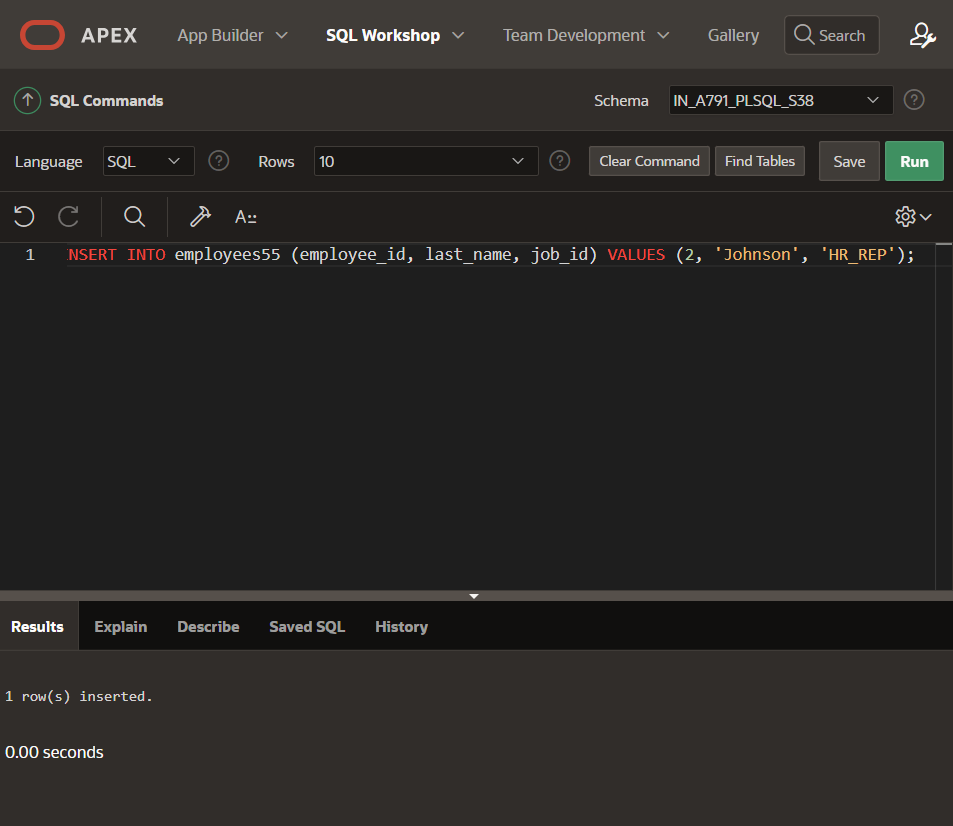 APEX App Builder SQL Workshop Team Development Gallery Search
SQL Commands Schema IN_A791_PLSQL_S38 ?
Language SQL ? Rows 10 ? Clear Command Find Tables Save Run
A::
1 NSERT INTO employees55 (employee_id, last_name, job_id) VALUES (2, 'Johnson', 'HR_REP');
Results Explain Describe Saved SQL History
1 row(s) inserted.
0.00 seconds